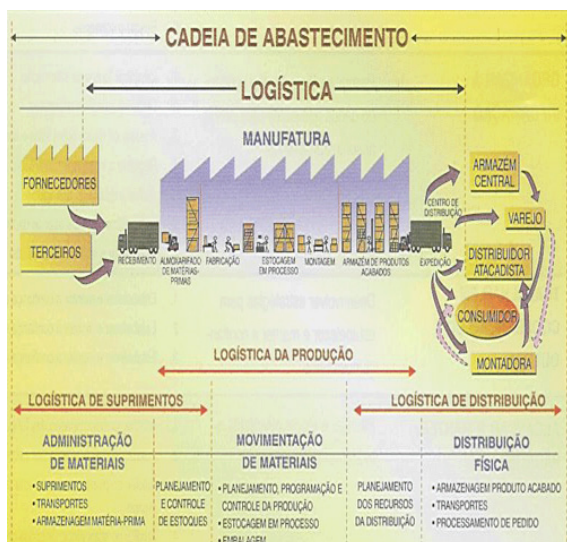 CADEIA DE ABASTECIMENTO
LOGÍSTICA
MANUFATURA
FORNECEDORES
TERCEIROS
RECEBIMENTO
ALMOXARIFADO
DE MATÉRIAS-
PRIMAS
FABRICAÇÃO
ESTOCAGEM
EM PROCESSO
MONTAGEM
ARMAZÉM DE PRODUTOS
ACABADOS
EXPEDIÇÃO
CENTRO DE
DISTRIBUIÇÃO
ARMAZÉM
CENTRAL
VAREJO
DISTRIBUIDOR
ATACADISTA
CONSUMIDOR
MONTADORA
LOGÍSTICA DA PRODUÇÃO
LOGÍSTICA DE SUPRIMENTOS
LOGÍSTICA DE DISTRIBUIÇÃO
ADMINISTRAÇÃO
DE MATERIAIS
• SUPRIMENTOS
• TRANSPORTES
• ARMAZENAGEM MATÉRIA-PRIMA
PLANEJAMENTO
E CONTROLE
DE ESTOQUES
MOVIMENTAÇÃO
DE MATERIAIS
• PLANEJAMENTO, PROGRAMAÇÃO E
CONTROLE DA PRODUÇÃO
• ESTOCAGEM EM PROCESSO
• EMBALAGEM
PLANEJAMENTO
DOS RECURSOS
DA DISTRIBUIÇÃO
DISTRIBUIÇÃO
FÍSICA
• ARMAZENAGEM PRODUTO ACABADO
• TRANSPORTES
• PROCESSAMENTO DE PEDIDO